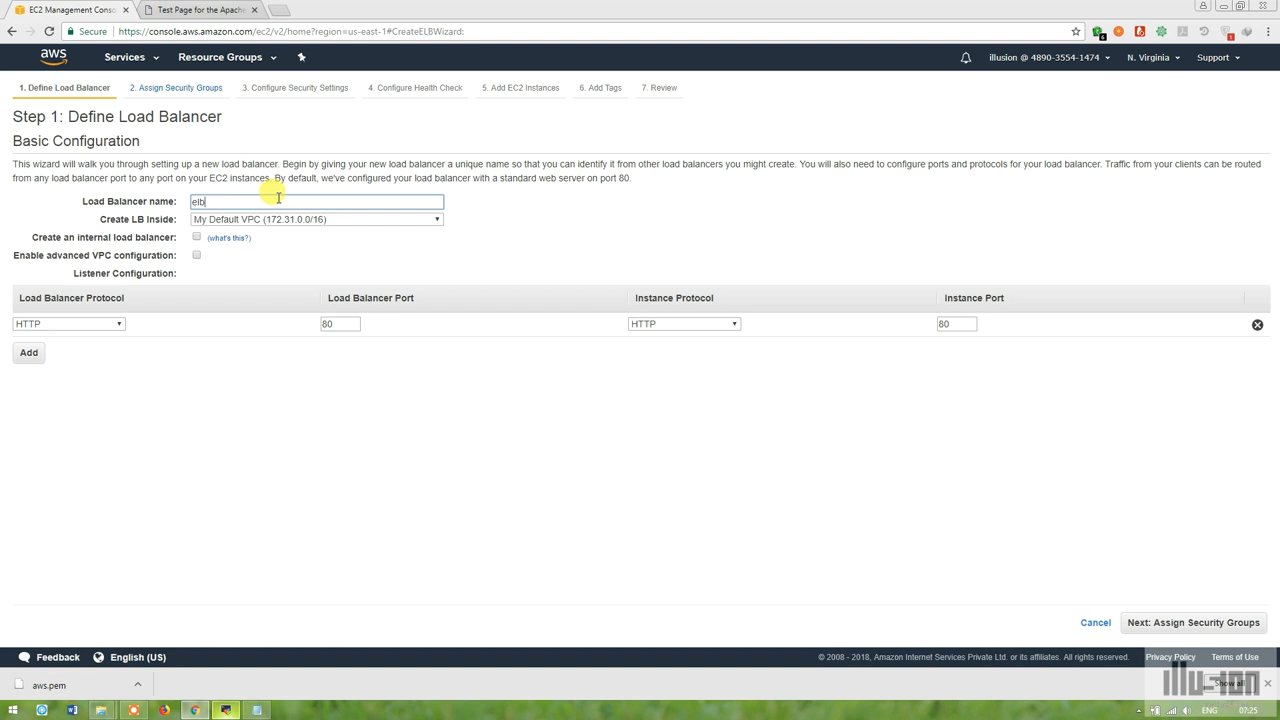 EC2 Management Conso
Test Page for the Apache
Secure
https://console.aws.amazon.com/ec2/v2/home?region=us-east-1#CreateELBWizard:
aws
Services
Resource Groups
illusion @ 4890-3554-1474
N. Virginia
Support
1. Define Load Balancer
2. Assign Security Groups
3. Configure Security Settings
4. Configure Health Check
5. Add EC2 Instances
6. Add Tags
7. Review
Step 1: Define Load Balancer
Basic Configuration
This wizard will walk you through setting up a new load balancer. Begin by giving your new load balancer a unique name so that you can identify it from other load balancers you might create. You will also need to configure ports and protocols for your load balancer. Traffic from your clients can be routed
from any load balancer port to any port on your EC2 instances. By default, we've configured your load balancer with a standard web server on port 80.
Load Balancer name:
elb
Create LB Inside:
My Default VPC (172.31.0.0/16)
Create an internal load balancer:
(what's this?)
Enable advanced VPC configuration:
Listener Configuration:
Load Balancer Protocol
Load Balancer Port
Instance Protocol
Instance Port
HTTP
80
HTTP
80
Add
Cancel
Next: Assign Security Groups
Feedback
English (US)
© 2008 - 2018, Amazon Internet Services Private Ltd. or its affiliates. All rights reserved.
Privacy Policy
Terms of Use
aws.pem
Show all
illusion
ENG
07:25